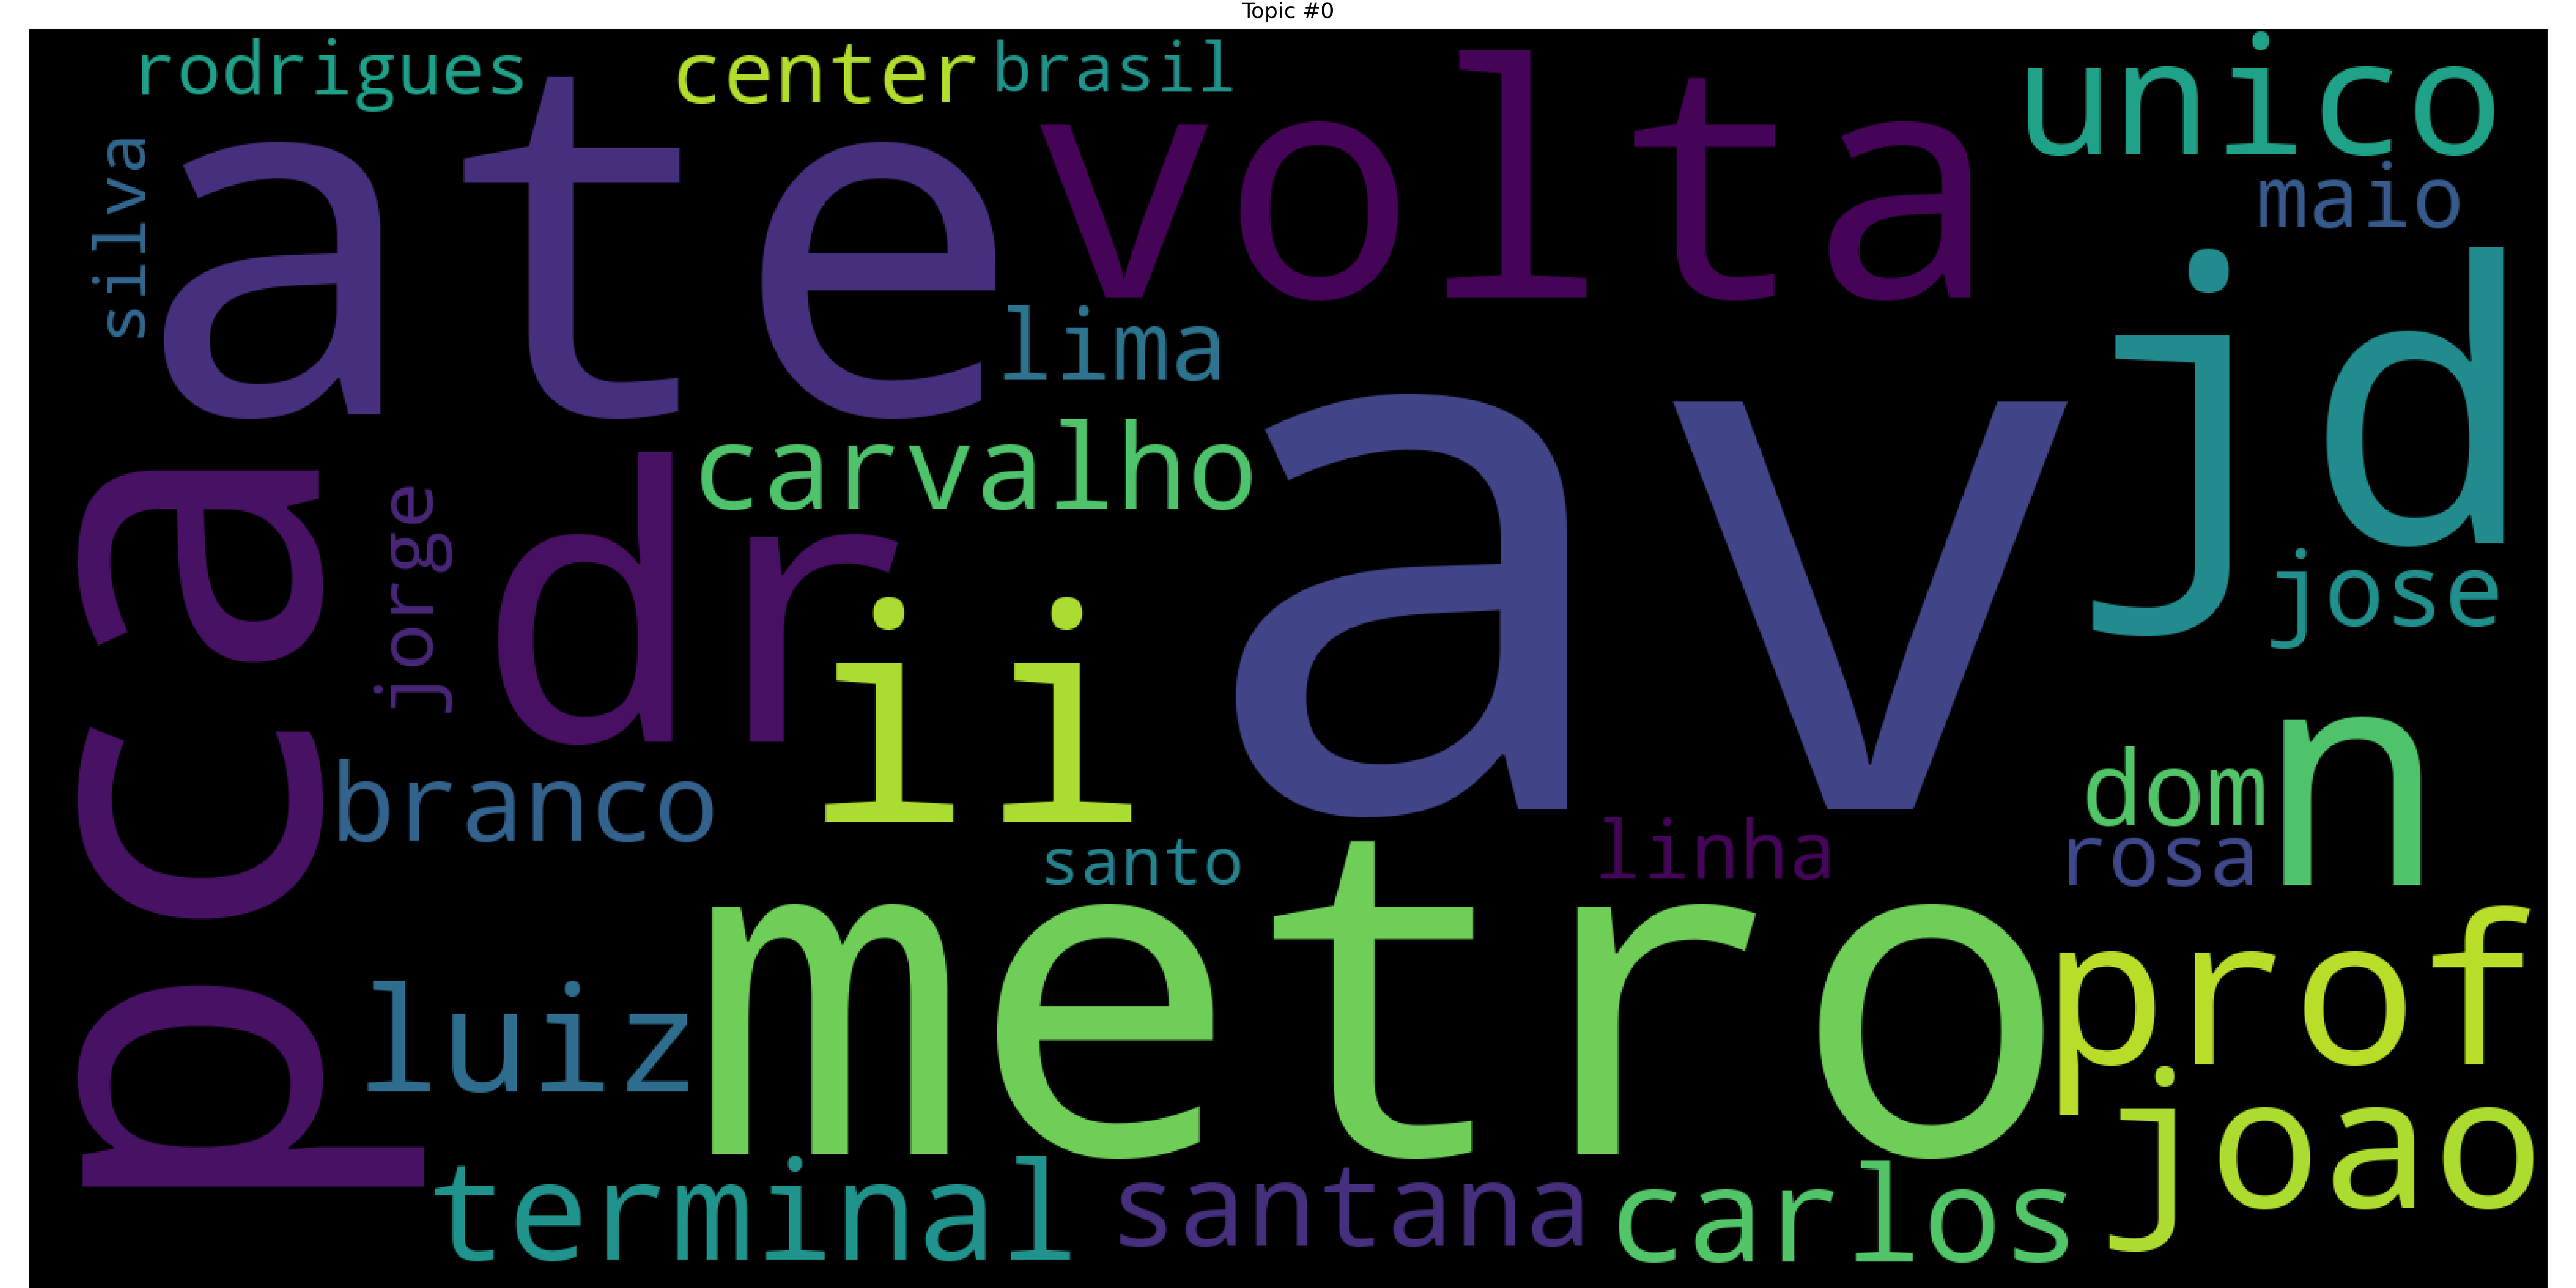 Topic #0
rodrigues
center
brasil
unico
silva
ate
volta
maio
lima
jd
carvalho
av
pca
jorge
dr
ii
jose
branco
dom
n
santo
linha
rosa
metro
prof
luiz
joao
terminal
santana
carlos